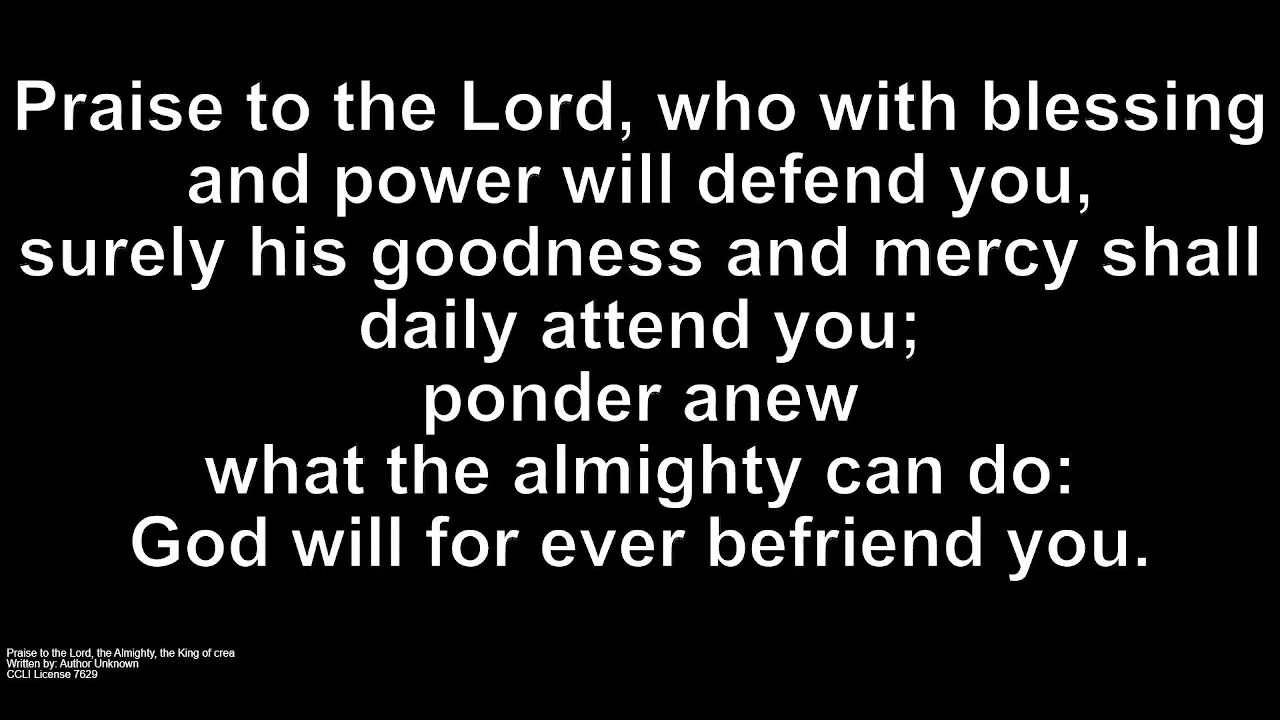 Praise to the Lord, who with blessing
and power will defend you,
surely his goodness and mercy shall
daily attend you;
ponder anew
what the almighty can do:
God will for ever befriend you.
Praise to the Lord, the Almighty, the King of crea
Written by: Author Unknown
CCLI License 7629